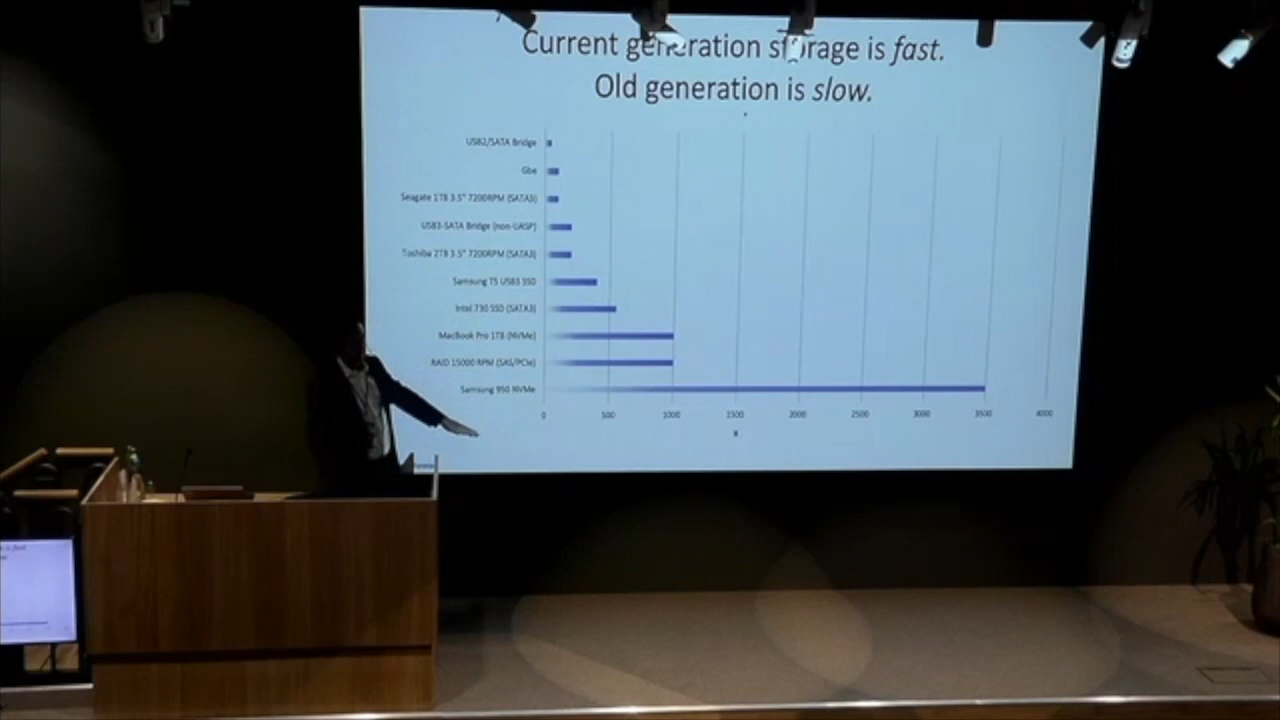 Current generation storage is fast.
Old generation is slow.
USB2/SATA Bridge
Gbe
Seagate 1TB 3.5" 7200RPM (SATA3)
USB3-SATA Bridge (non-UASP)
Toshiba 2TB 3.5" 7200RPM (SATA3)
Samsung T5 USB3 SSD
Intel 730 SSD (SATA3)
MacBook Pro 1TB (NVMe)
RAID 15000 RPM (SAS/PCIe)
Samsung 950 NVMe
0 500 1000 1500 2000 2500 3000 3500 4000